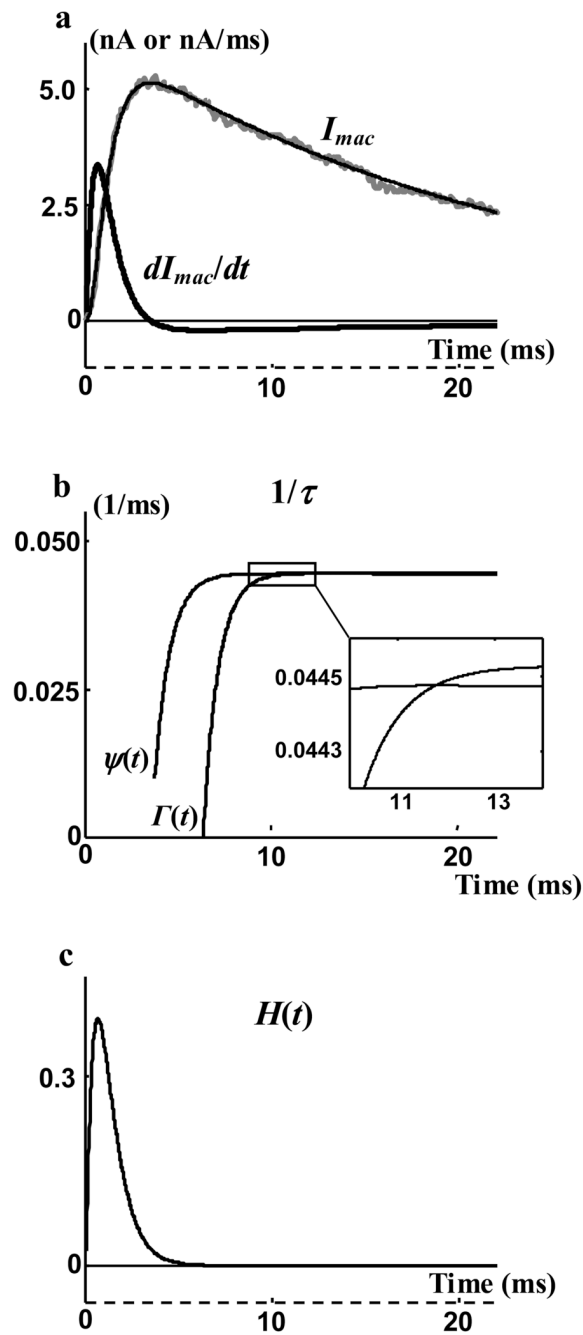 a
(nA or nA/ms)
5.0
I_mac
2.5
dI_mac/dt
0
Time (ms)
0 10 20
b
(1/ms)
1/τ
0.050
0.025
0.0445
0.0443
11 13
ψ(t)
Γ(t)
0
0 10 20
Time (ms)
c
H(t)
0.3
0
Time (ms)
0 10 20